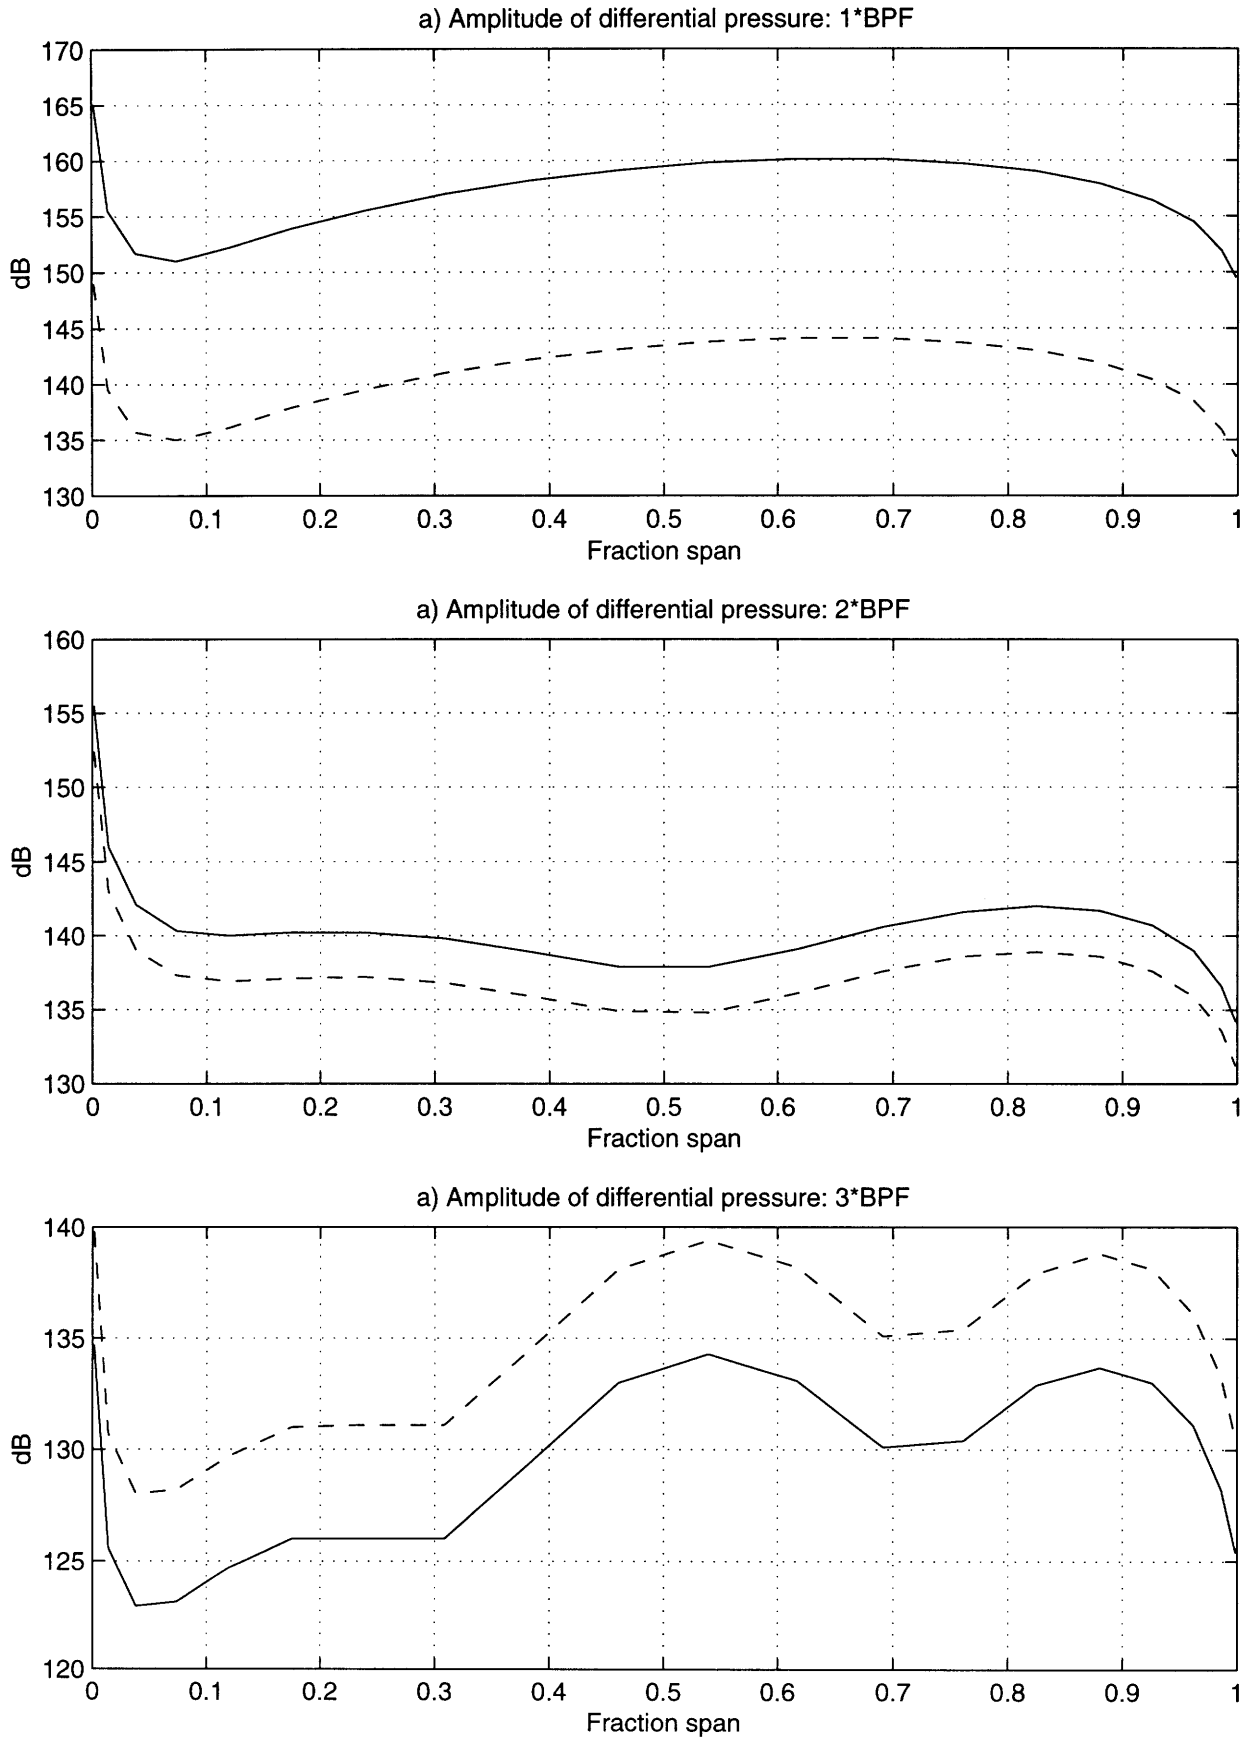 a) Amplitude of differential pressure: 1*BPF
170
165
160
155
150
145
140
135
130
dB
0 0.1 0.2 0.3 0.4 0.5 0.6 0.7 0.8 0.9 1
Fraction span
a) Amplitude of differential pressure: 2*BPF
160
155
150
145
140
135
130
dB
0 0.1 0.2 0.3 0.4 0.5 0.6 0.7 0.8 0.9 1
Fraction span
a) Amplitude of differential pressure: 3*BPF
140
135
130
125
120
dB
0 0.1 0.2 0.3 0.4 0.5 0.6 0.7 0.8 0.9 1
Fraction span